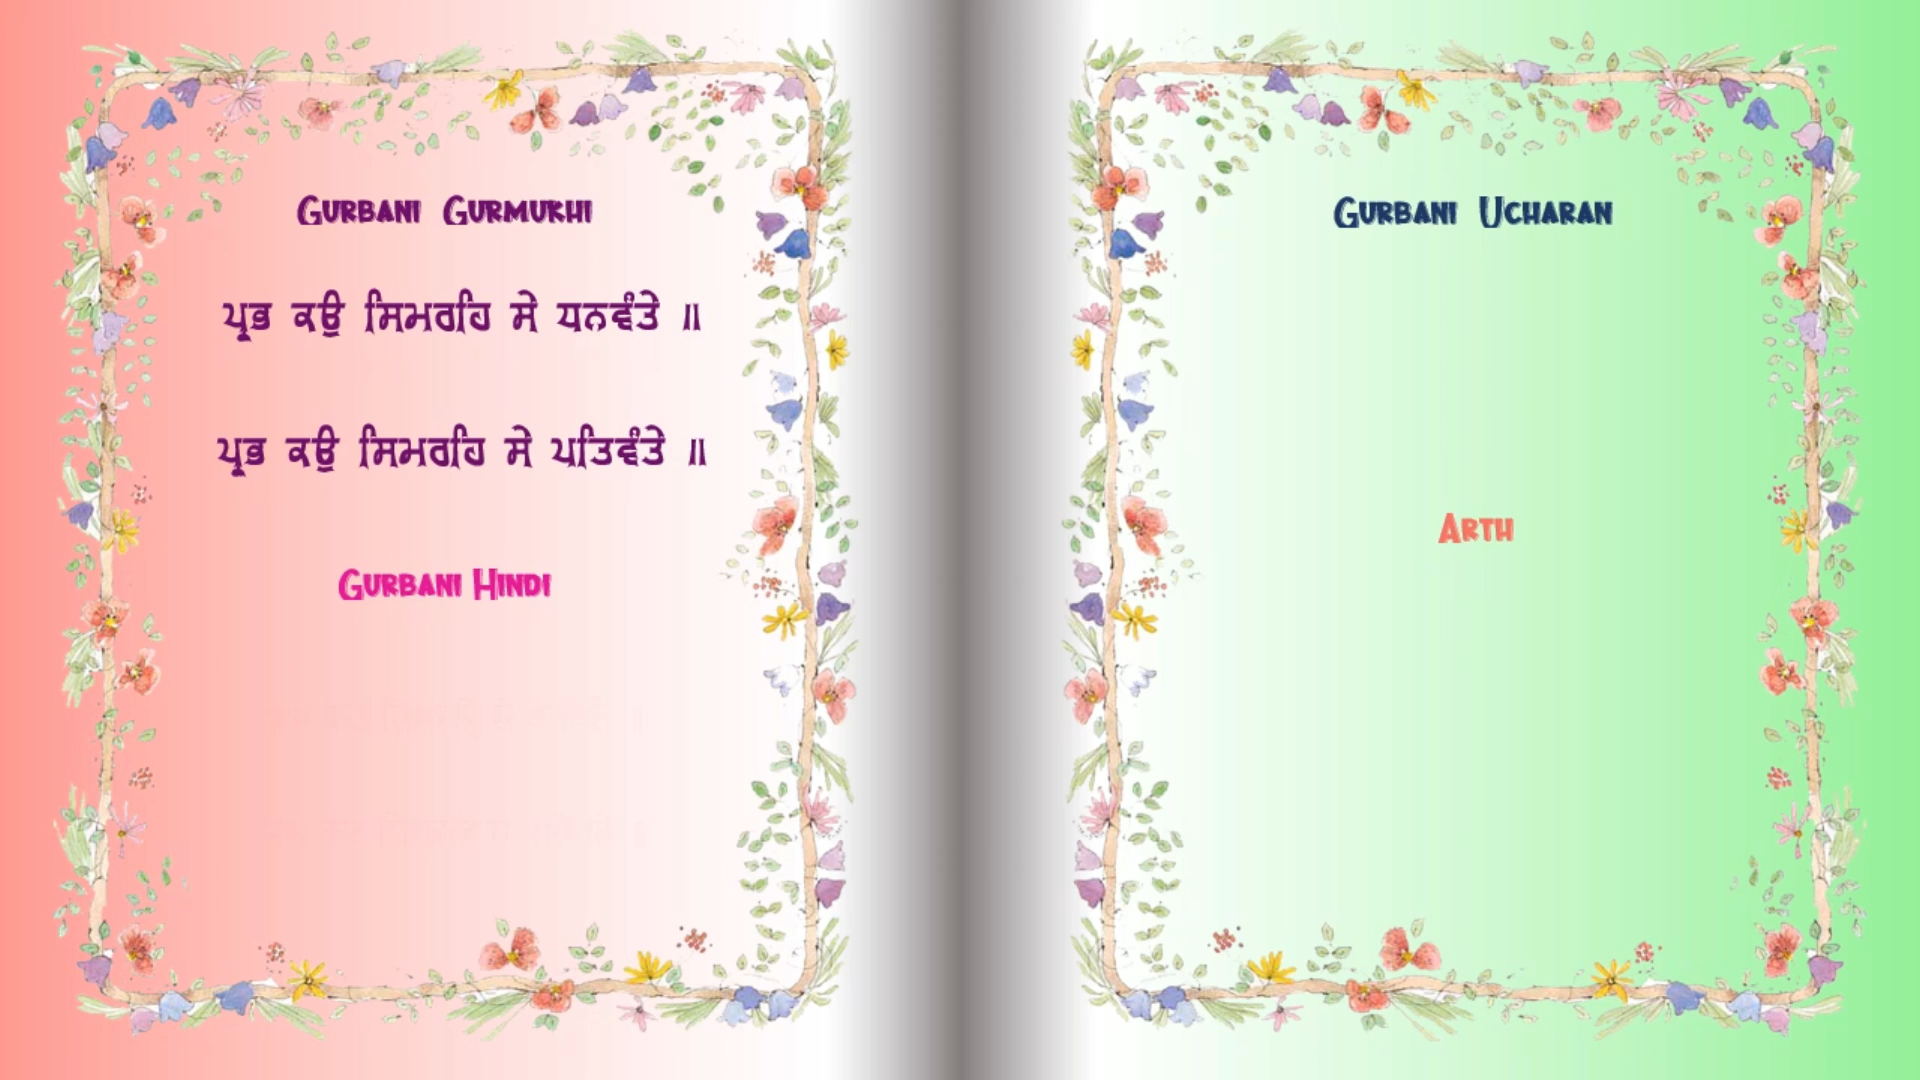 Gurbani Gurmukhi
ਪ੍ਰਭ ਕਉ ਸਿਮਰਹਿ ਸੇ ਧਨਵੰਤੇ ॥
ਪ੍ਰਭ ਕਉ ਸਿਮਰਹਿ ਸੇ ਪਤਿਵੰਤੇ ॥
Gurbani Hindi
Gurbani Ucharan
Arth